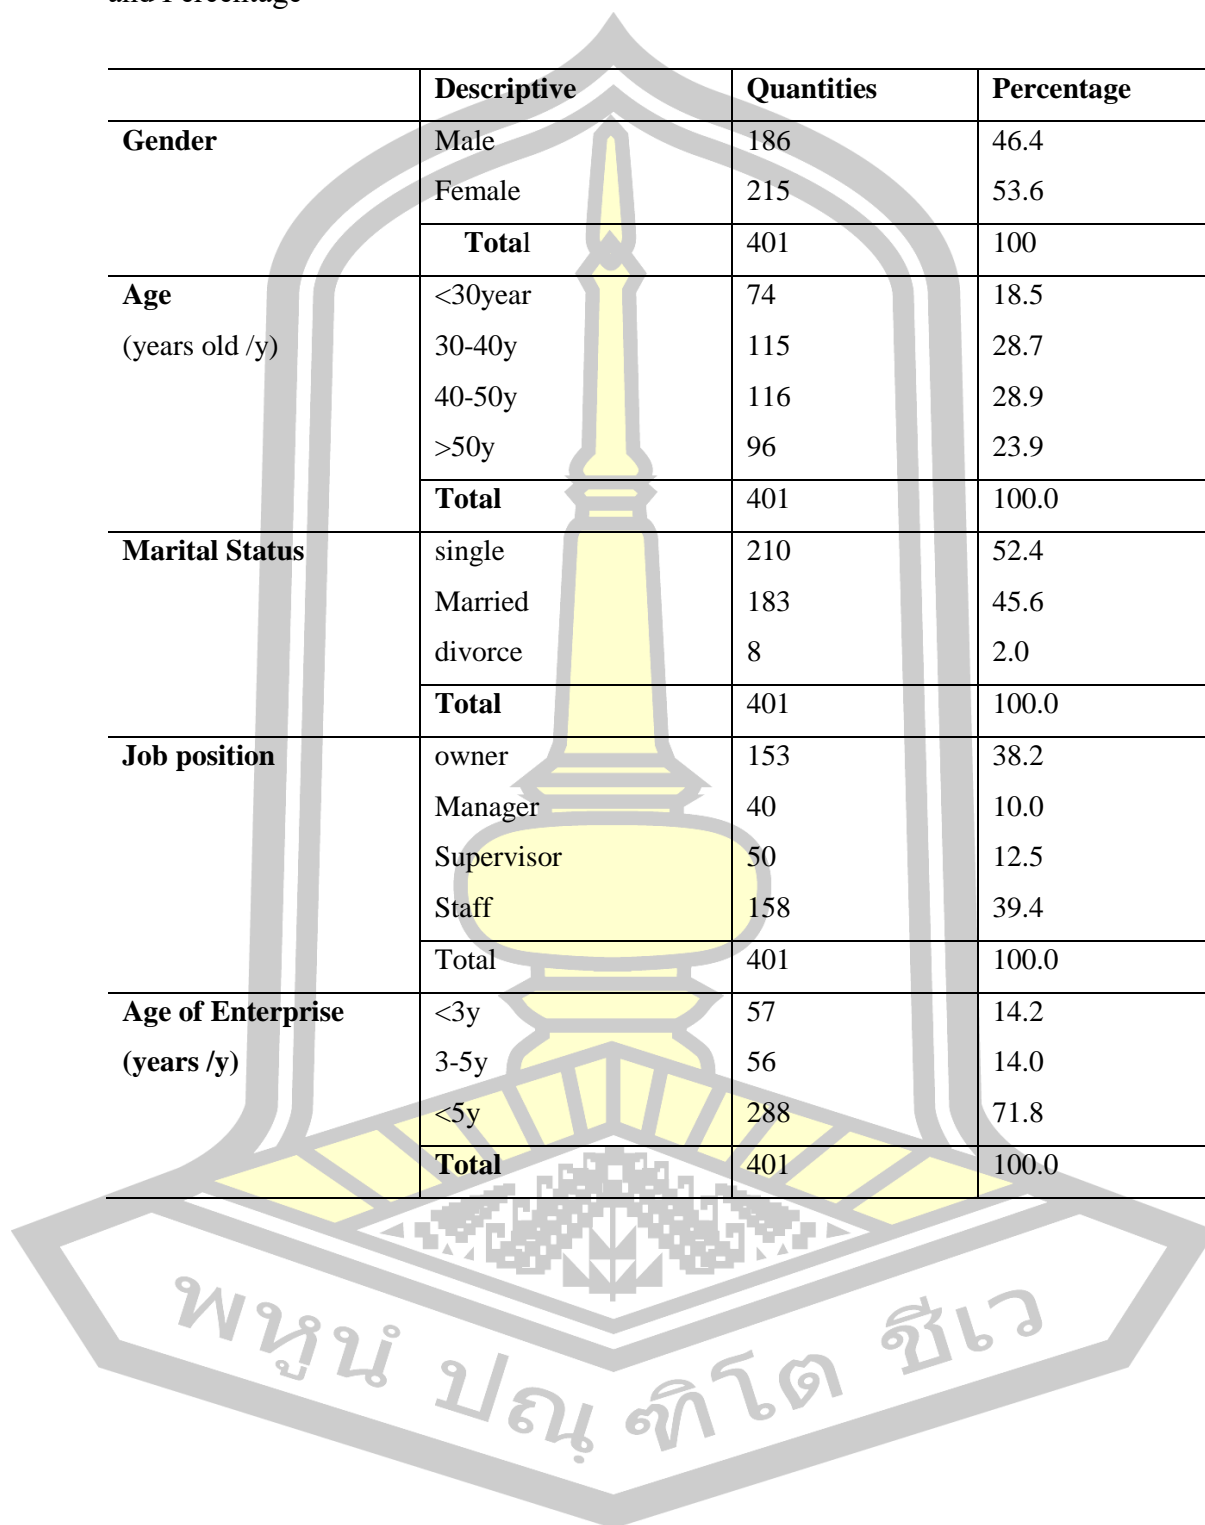 and Percentage
Descriptive Quantities Percentage
Gender Male 186 46.4
Female 215 53.6
Total 401 100
Age <30year 74 18.5
(years old /y) 30-40y 115 28.7
40-50y 116 28.9
>50y 96 23.9
Total 401 100.0
Marital Status single 210 52.4
Married 183 45.6
divorce 8 2.0
Total 401 100.0
Job position owner 153 38.2
Manager 40 10.0
Supervisor 50 12.5
Staff 158 39.4
Total 401 100.0
Age of Enterprise <3y 57 14.2
(years /y) 3-5y 56 14.0
<5y 288 71.8
Total 401 100.0
พหูนํ ปณฺฑิโต ชีเว